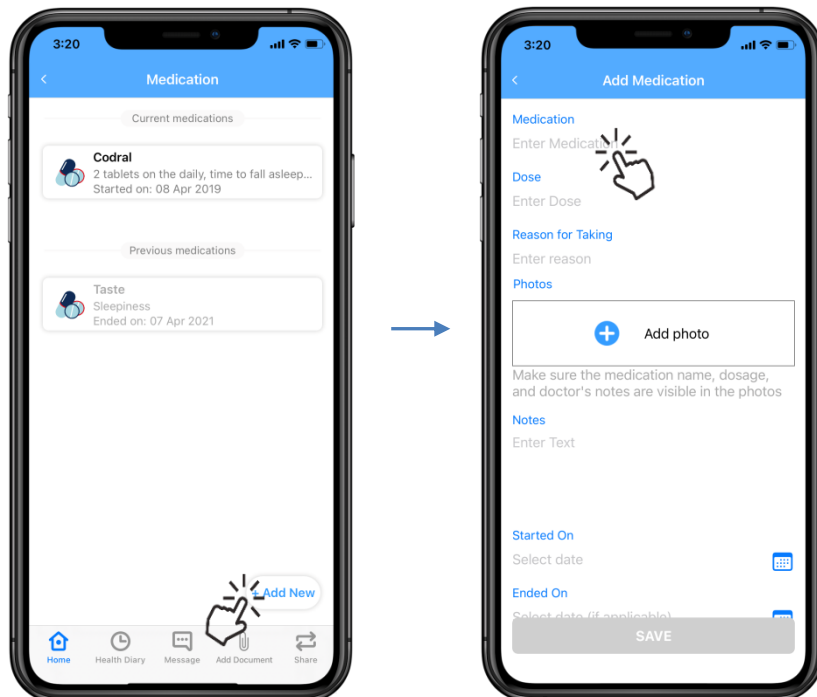 3:20
Medication
Current medications
Codral
2 tablets on the daily, time to fall asleep...
Started on: 08 Apr 2019
Previous medications
Taste
Sleepiness
Ended on: 07 Apr 2021
+ Add New
Home
Health Diary
Message
Add Document
Share
3:20
Add Medication
Medication
Enter Medication
Dose
Enter Dose
Reason for Taking
Enter reason
Photos
Add photo
Make sure the medication name, dosage,
and doctor's notes are visible in the photos
Notes
Enter Text
Started On
Select date
Ended On
Select date (if applicable)
SAVE